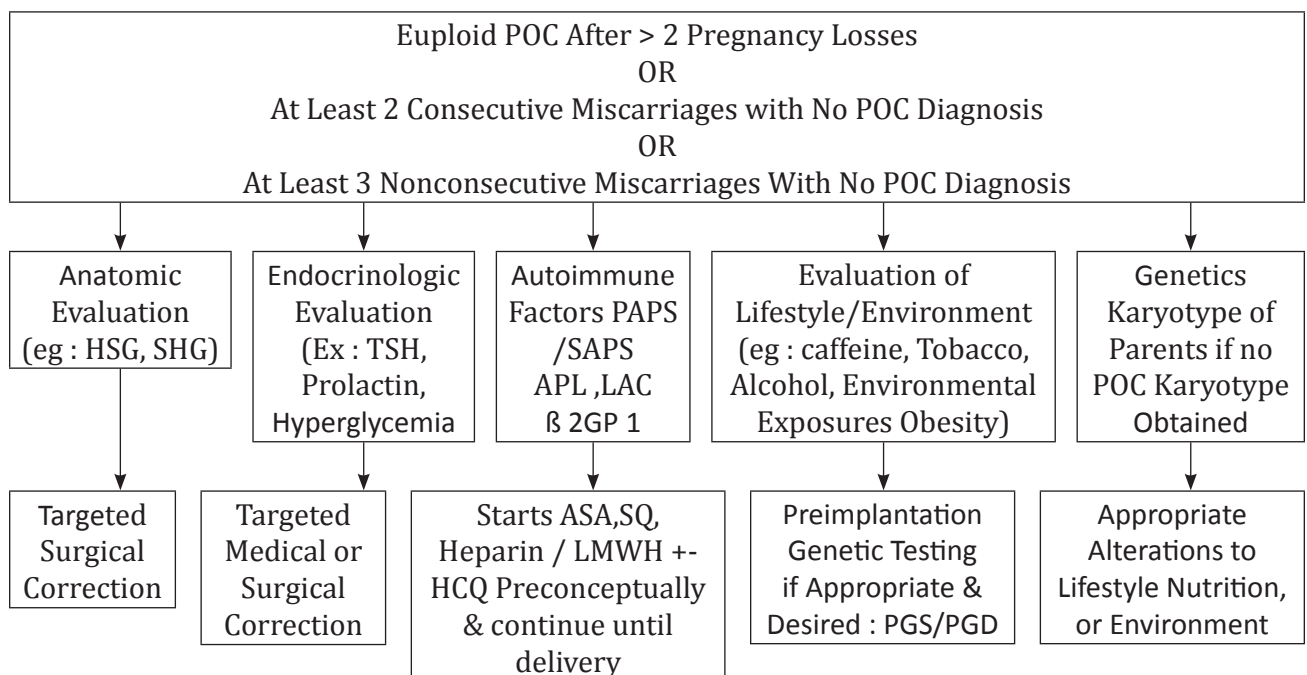 Euploid POC After > 2 Pregnancy Losses
OR
At Least 2 Consecutive Miscarriages with No POC Diagnosis
OR
At Least 3 Nonconsecutive Miscarriages With No POC Diagnosis
Anatomic
Evaluation
(eg : HSG, SHG)
Endocrinologic
Evaluation
(Ex : TSH,
Prolactin,
Hyperglycemia
Autoimmune
Factors PAPS
/SAPS
APL ,LAC
ß 2GP 1
Evaluation of
Lifestyle/Environment
(eg : caffeine, Tobacco,
Alcohol, Environmental
Exposures Obesity)
Genetics
Karyotype of
Parents if no
POC Karyotype
Obtained
Targeted
Surgical
Correction
Targeted
Medical or
Surgical
Correction
Starts ASA,SQ,
Heparin / LMWH +-
HCQ Preconceptually
& continue until
delivery
Preimplantation
Genetic Testing
if Appropriate &
Desired : PGS/PGD
Appropriate
Alterations to
Lifestyle Nutrition,
or Environment